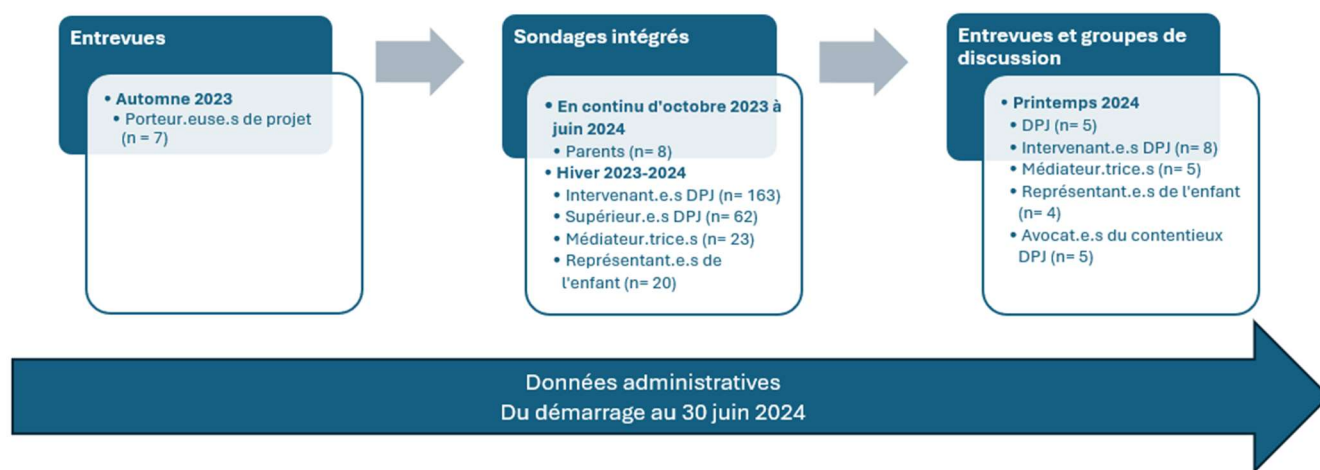 Entrevues
• Automne 2023
• Porteur.euse.s de projet
(n = 7)
Sondages intégrés
• En continu d'octobre 2023 à
juin 2024
• Parents (n= 8)
• Hiver 2023-2024
• Intervenant.e.s DPJ (n= 163)
• Supérieur.e.s DPJ (n= 62)
• Médiateur.trice.s (n= 23)
• Représentant.e.s de
l'enfant (n= 20)
Entrevues et groupes de
discussion
• Printemps 2024
• DPJ (n= 5)
• Intervenant.e.s DPJ (n= 8)
• Médiateur.trice.s (n= 5)
• Représentant.e.s de l'enfant
(n= 4)
• Avocat.e.s du contentieux
DPJ (n= 5)
Données administratives
Du démarrage au 30 juin 2024